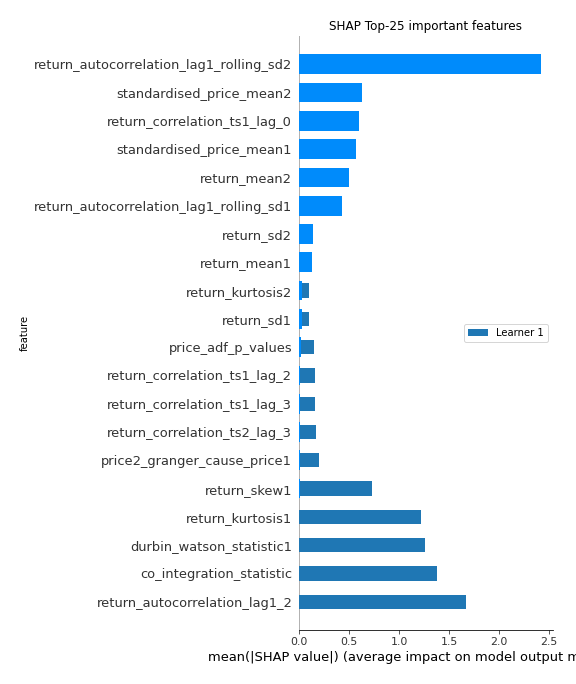 SHAP Top-25 important features
return_autocorrelation_lag1_rolling_sd2
standardised_price_mean2
return_correlation_ts1_lag_0
standardised_price_mean1
return_mean2
return_autocorrelation_lag1_rolling_sd1
return_sd2
return_mean1
return_kurtosis2
return_sd1
price_adf_p_values
return_correlation_ts1_lag_2
return_correlation_ts1_lag_3
return_correlation_ts2_lag_3
price2_granger_cause_price1
return_skew1
return_kurtosis1
durbin_watson_statistic1
co_integration_statistic
return_autocorrelation_lag1_2
feature
Learner 1
0.0 0.5 1.0 1.5 2.0 2.5
mean(|SHAP value|) (average impact on model output m